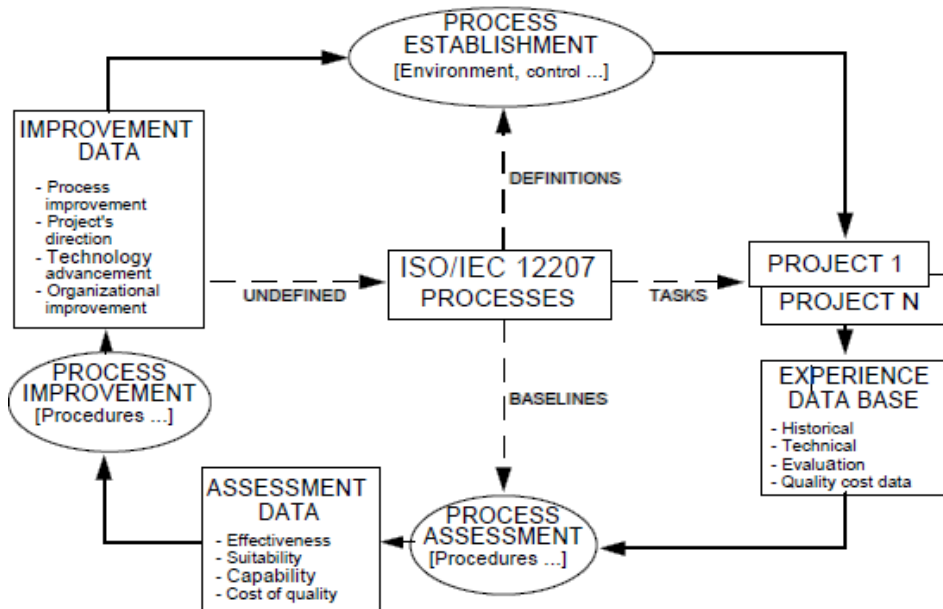 PROCESS
ESTABLISHMENT
[Environment, control ...]
IMPROVEMENT
DATA
- Process
improvement
- Project's
direction
- Technology
advancement
- Organizational
improvement
DEFINITIONS
ISO/IEC 12207
PROCESSES
UNDEFINED
TASKS
PROJECT 1
PROJECT N
PROCESS
IMPROVEMENT
[Procedures ...]
BASELINES
EXPERIENCE
DATA BASE
- Historical
- Technical
- Evaluation
- Quality cost data
ASSESSMENT
DATA
- Effectiveness
- Suitability
- Capability
- Cost of quality
PROCESS
ASSESSMENT
[Procedures ...]